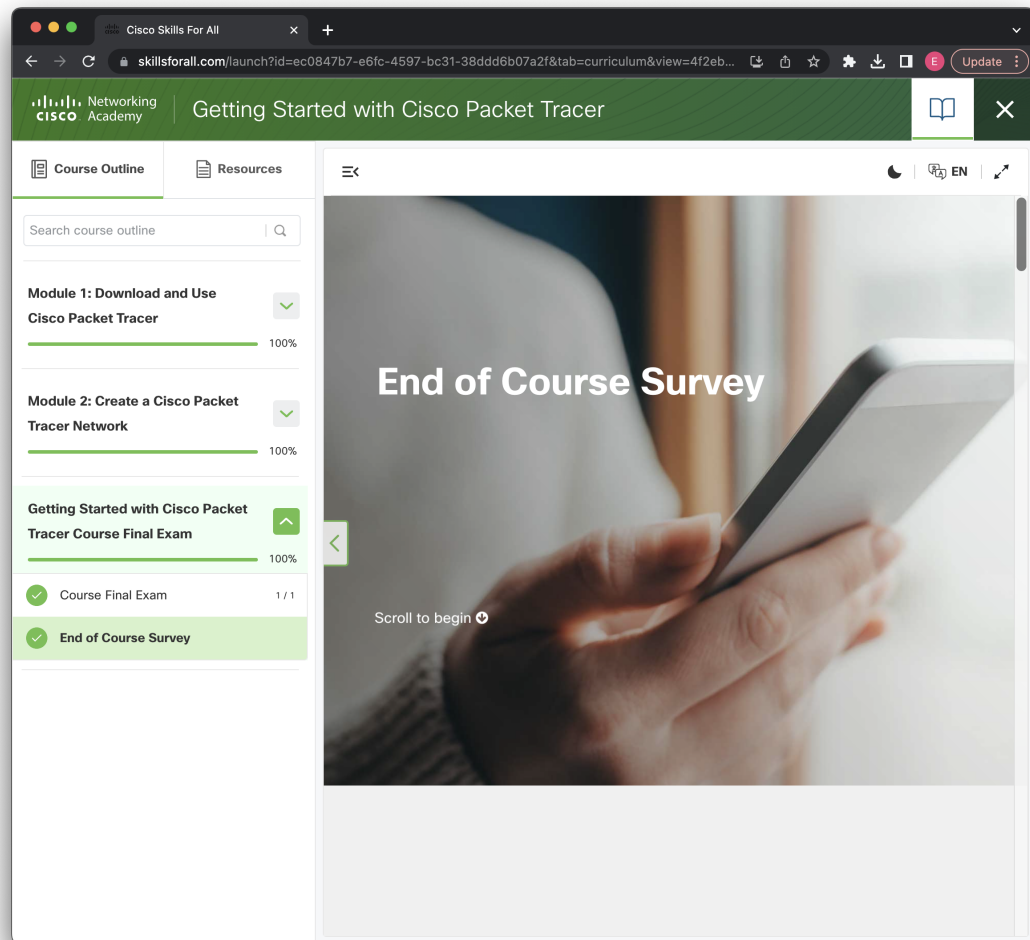 Cisco Skills For All
skillsforall.com/launch?id=ec0847b7-e6fc-4597-bc31-38ddd6b07a2f&tab=curriculum&view=4f2eb...
E
Update
Networking
CISCO Academy
Getting Started with Cisco Packet Tracer
Course Outline
Resources
EN
Search course outline
Module 1: Download and Use
Cisco Packet Tracer
100%
Module 2: Create a Cisco Packet
Tracer Network
100%
Getting Started with Cisco Packet
Tracer Course Final Exam
100%
Course Final Exam 1 / 1
End of Course Survey
End of Course Survey
Scroll to begin